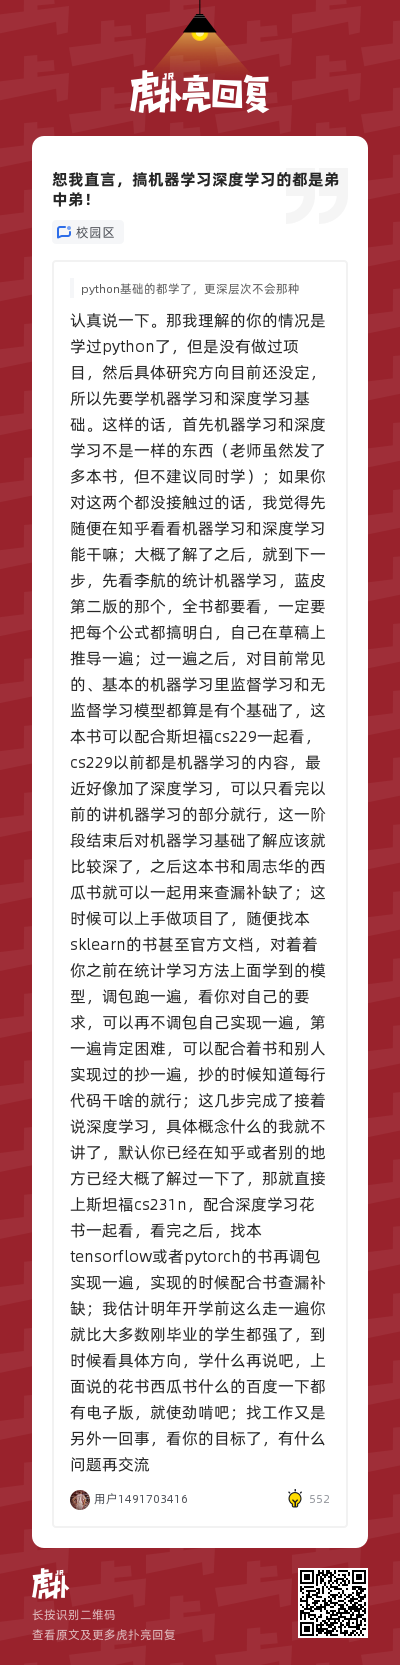 虎扑JR亮回复
恕我直言，搞机器学习深度学习的都是弟
中弟！
校园区
python基础的都学了，更深层次不会那种
认真说一下。那我理解的你的情况是
学过python了，但是没有做过项
目，然后具体研究方向目前还没定，
所以先要学机器学习和深度学习基
础。这样的话，首先机器学习和深度
学习不是一样的东西（老师虽然发了
多本书，但不建议同时学）；如果你
对这两个都没接触过的话，我觉得先
随便在知乎看看机器学习和深度学习
能干嘛；大概了解了之后，就到下一
步，先看李航的统计机器学习，蓝皮
第二版的那个，全书都要看，一定要
把每个公式都搞明白，自己在草稿上
推导一遍；过一遍之后，对目前常见
的、基本的机器学习里监督学习和无
监督学习模型都算是有个基础了，这
本书可以配合斯坦福cs229一起看，
cs229以前都是机器学习的内容，最
近好像加了深度学习，可以只看完以
前的讲机器学习的部分就行，这一阶
段结束后对机器学习基础了解应该就
比较深了，之后这本书和周志华的西
瓜书就可以一起用来查漏补缺了；这
时候可以上手做项目了，随便找本
sklearn的书甚至官方文档，对着着
你之前在统计学习方法上面学到的模
型，调包跑一遍，看你对自己的要
求，可以再不调包自己实现一遍，第
一遍肯定困难，可以配合着书和别人
实现过的抄一遍，抄的时候知道每行
代码干啥的就行；这几步完成了接着
说深度学习，具体概念什么的我就不
讲了，默认你已经在知乎或者别的地
方已经大概了解过一下了，那就直接
上斯坦福cs231n，配合深度学习花
书一起看，看完之后，找本
tensorflow或者pytorch的书再调包
实现一遍，实现的时候配合书查漏补
缺；我估计明年开学前这么走一遍你
就比大多数刚毕业的学生都强了，到
时候看具体方向，学什么再说吧，上
面说的花书西瓜书什么的百度一下都
有电子版，就使劲啃吧；找工作又是
另外一回事，看你的目标了，有什么
问题再交流
用户1491703416
552
虎扑JR
长按识别二维码
查看原文及更多虎扑亮回复